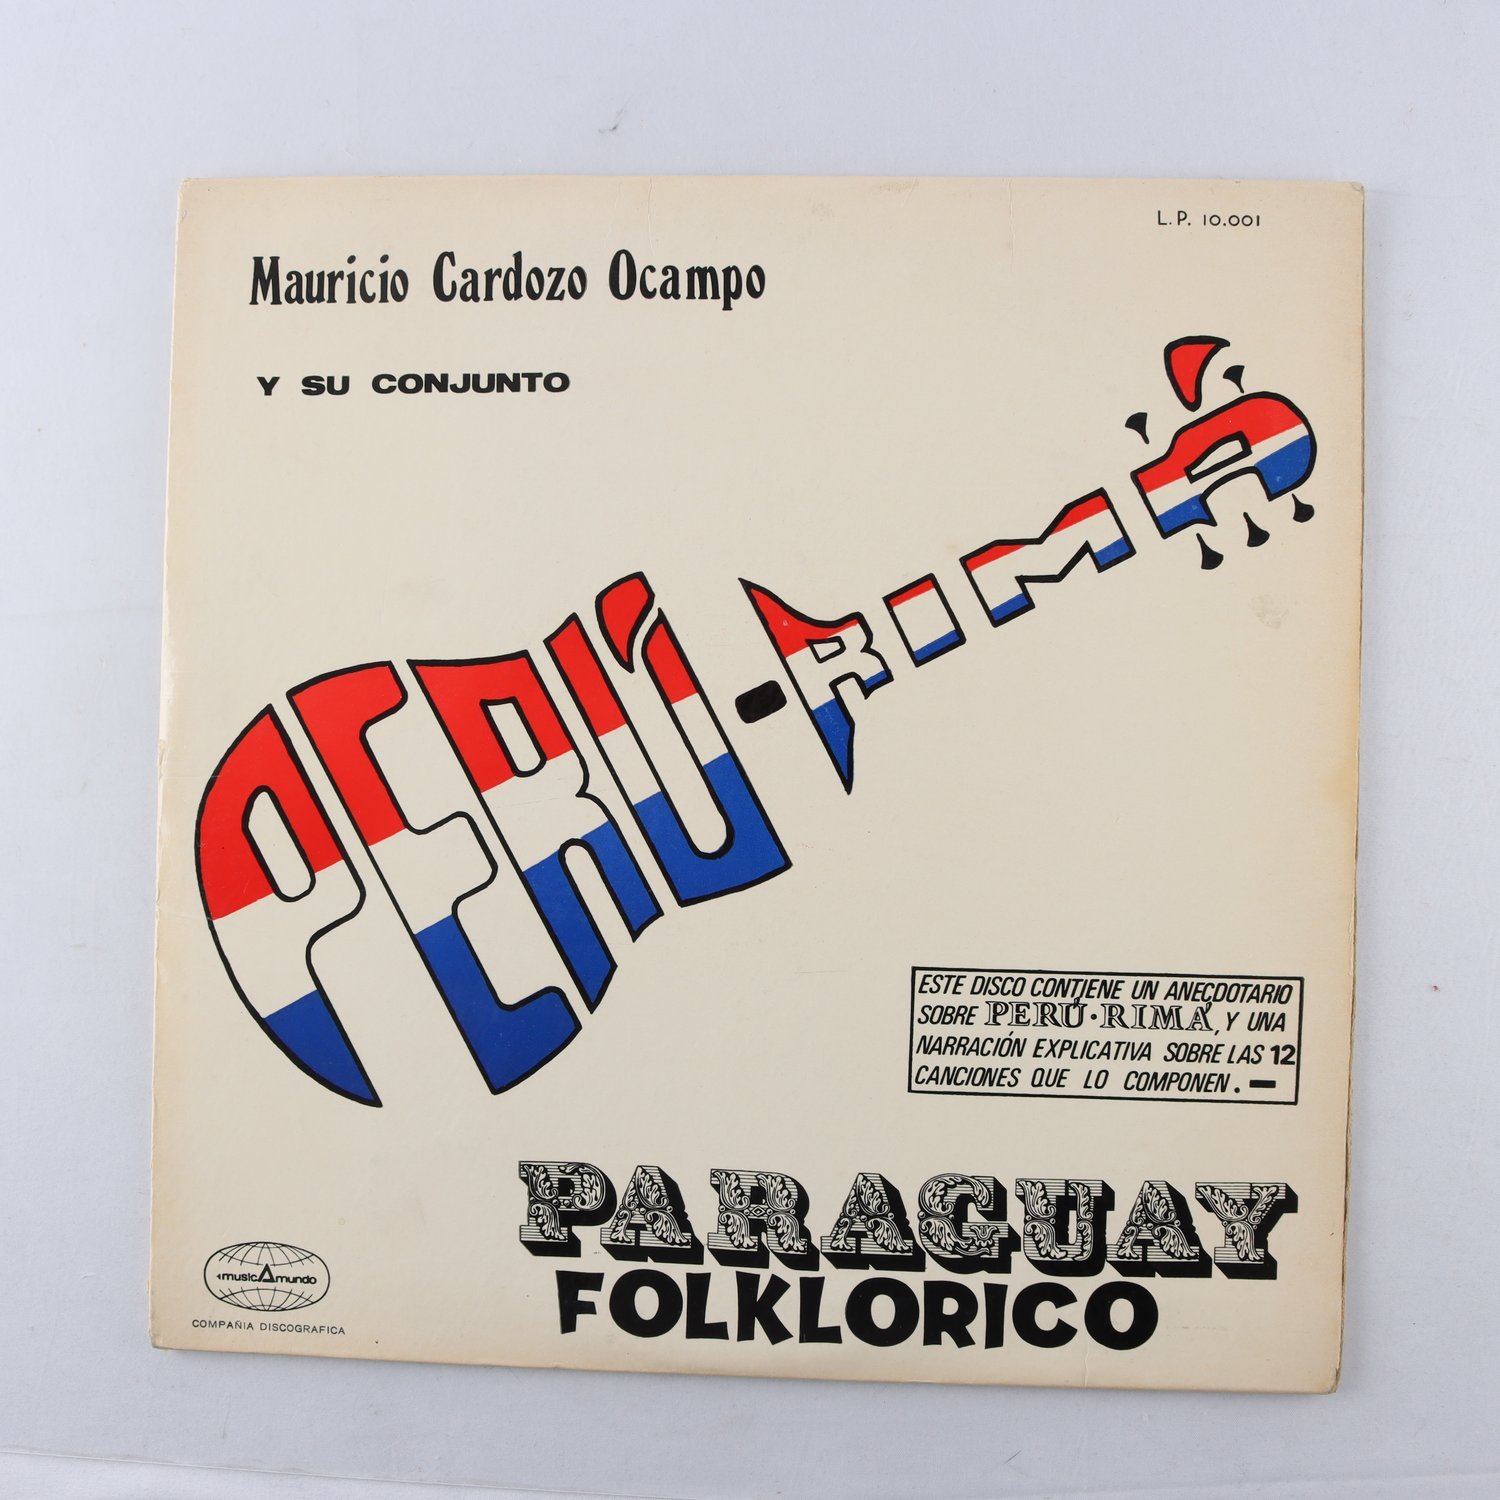 L.P. 10.001
Mauricio Cardozo Ocampo
Y SU CONJUNTO
PERÚ-RIMÁ
ESTE DISCO CONTIENE UN ANECDOTARIO
SOBRE PERÚ·RIMÁ, Y UNA
NARRACIÓN EXPLICATIVA SOBRE LAS 12
CANCIONES QUE LO COMPONEN.—
PARAGUAY
FOLKLORICO
musicAmundo
COMPAÑIA DISCOGRAFICA